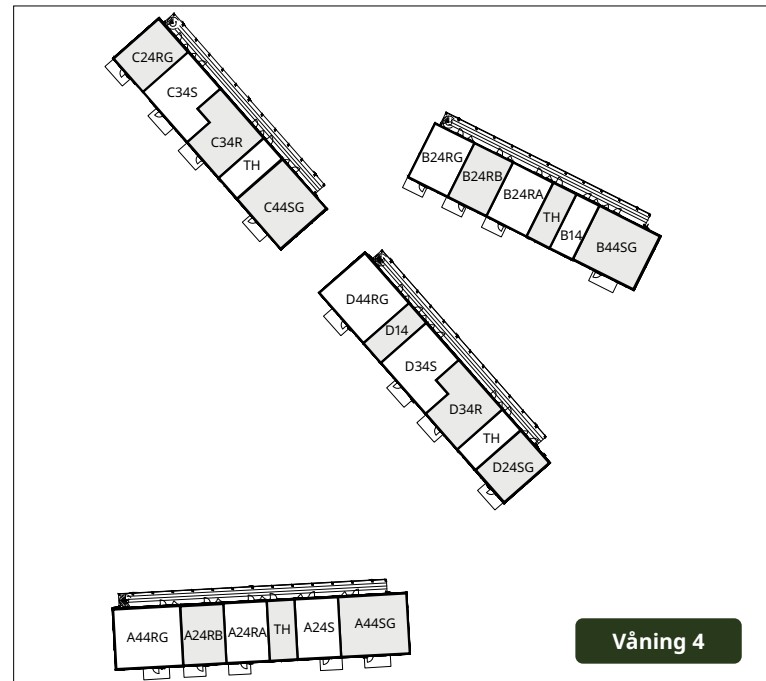 C24RG
C34S
C34R
TH
C44SG
B24RG
B24RB
B24RA
TH
B14
B44SG
D44RG
D14
D34S
D34R
TH
D24SG
A44RG
A24RB
A24RA
TH
A24S
A44SG
Våning 4